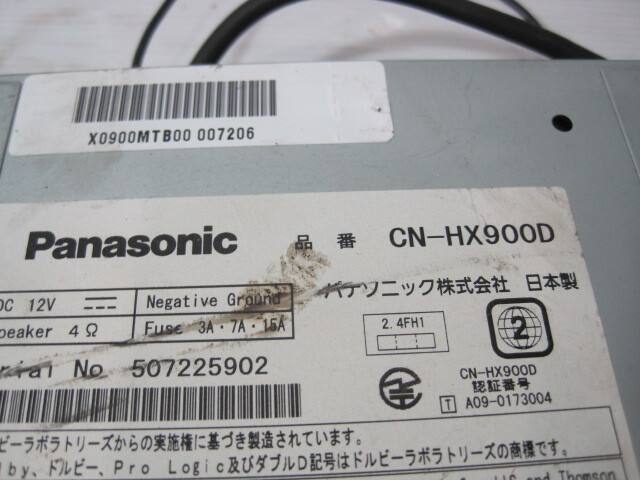 X0900MTB00 007206
Panasonic 品番 CN-HX900D
DC 12V Negative Ground パナソニック株式会社 日本製
Speaker 4Ω Fuse 3A・7A・15A 2.4FH1 2
Serial No 507225902
CN-HX900D
認証番号
T A09-0173004
ビーラボラトリーズからの実施権に基づき製造されています。
lby、ドルビー、Pro Logic及びダブルD記号はドルビーラボラトリーズの商標です。
and Thomson